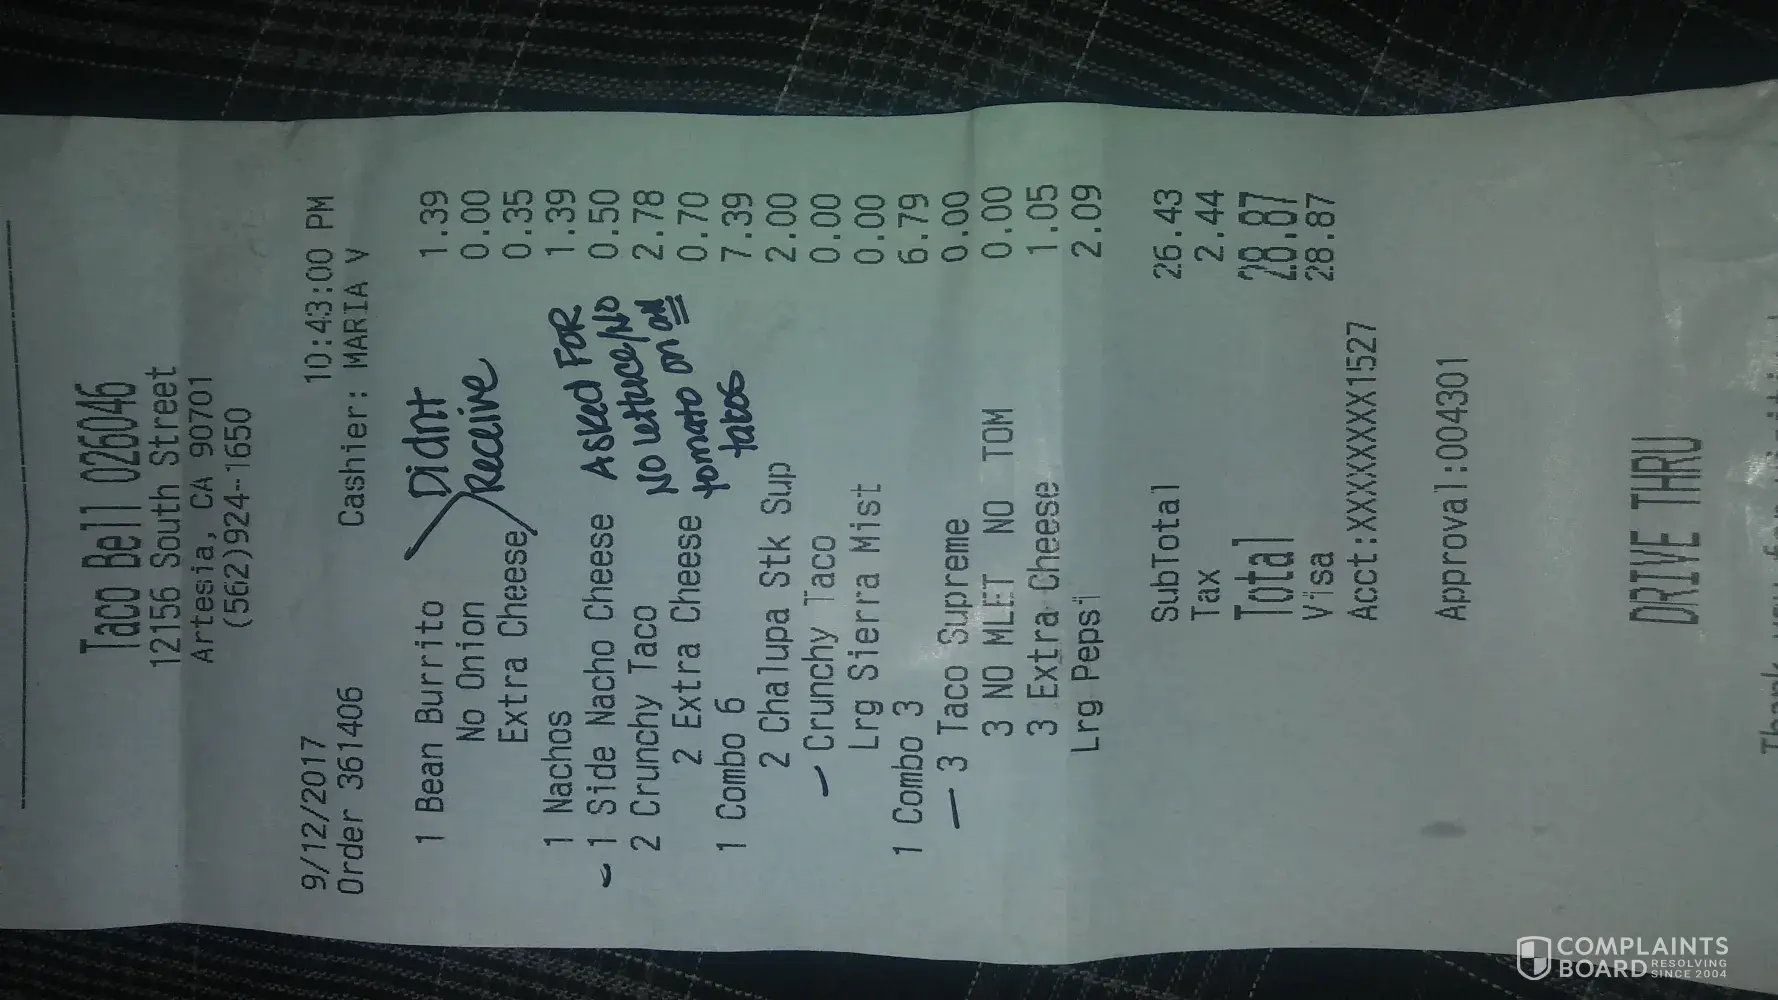 Taco Bell 026046
12156 South Street
Artesia, CA 90701
(562)924-1650
9/12/2017 10:43:00 PM
Order 361406 Cashier: MARIA V
1 Bean Burrito 1.39
No Onion 0.00
Extra Cheese 0.35
Didnt
Receive
1 Nachos 1.39
1 Side Nacho Cheese 0.50
2 Crunchy Taco 2.78
2 Extra Cheese 0.70
Asked FOR
NO lettuce/NO
NO
tomato on all
tacos
1 Combo 6 7.39
2 Chalupa Stk Sup 2.00
Crunchy Taco 0.00
Lrg Sierra Mist 0.00
1 Combo 3 6.79
3 Taco Supreme 0.00
3 NO MLET NO TOM 0.00
3 Extra Cheese 1.05
Lrg Pepsi 2.09
SubTotal 26.43
Tax 2.44
Total 28.87
Visa 28.87
Acct:XXXXXXXX1527
Approval:004301
DRIVE THRU
COMPLAINTS
BOARD RESOLVING
SINCE 2004